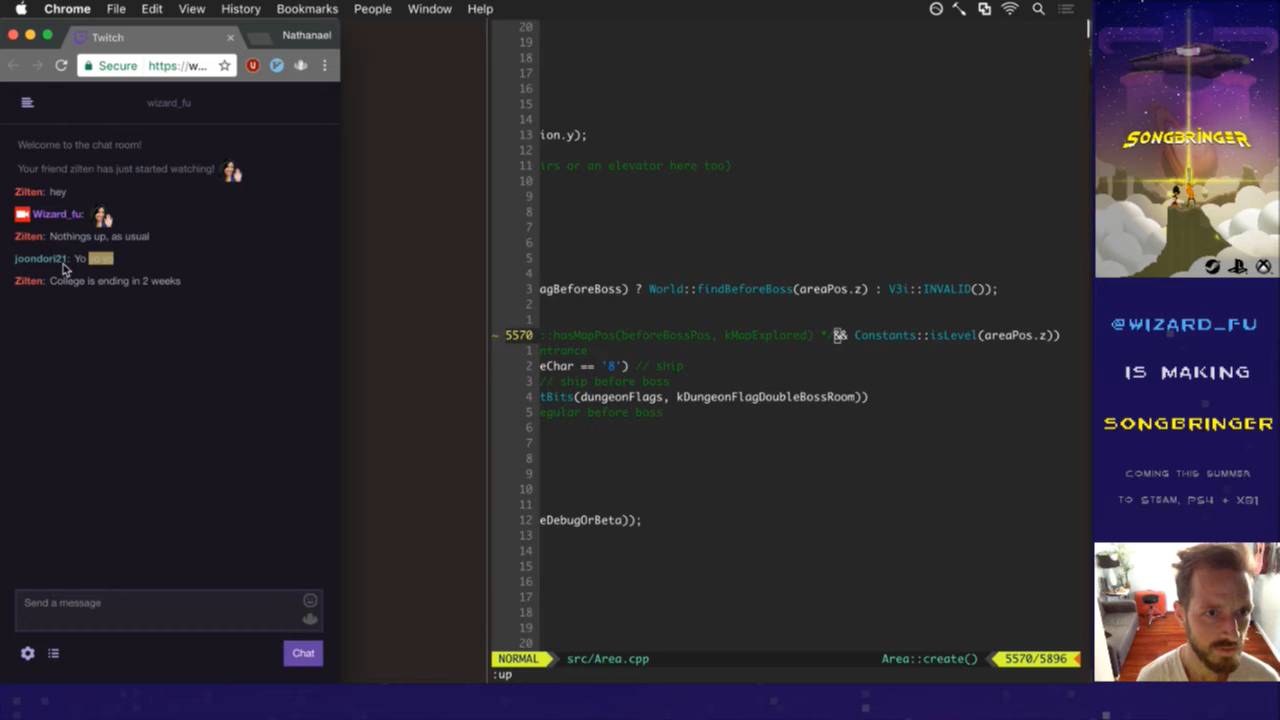 Chrome File Edit View History Bookmarks People Window Help
Twitch
Nathanael
Secure https://w...
wizard_fu
Welcome to the chat room!
Your friend zilten has just started watching!
Zilten: hey
Wizard_fu:
Zilten: Nothings up, as usual
joondori21: Yo yo yo
Zilten: College is ending in 2 weeks
Send a message
Chat
20
19
18
17
16
15
14
13 ion.y);
12
11 irs or an elevator here too)
10
9
8
7
6
5
4
3 agBeforeBoss) ? World::findBeforeBoss(areaPos.z) : V3i::INVALID());
2
1
~ 5570 ::hasMapPos(beforeBossPos, kMapExplored) */&& Constants::isLevel(areaPos.z))
1 ntrance
2 eChar == '8') // ship
3 // ship before boss
4 tBits(dungeonFlags, kDungeonFlagDoubleBossRoom))
5 egular before boss
6
7
8
9
10
11
12 eDebugOrBeta));
13
14
15
16
17
18
19
20
NORMAL src/Area.cpp Area::create() 5570/5896
:up
SONGBRINGER
@WIZARD_FU
IS MAKING
SONGBRINGER
COMING THIS SUMMER
TO STEAM, PS4 + XB1